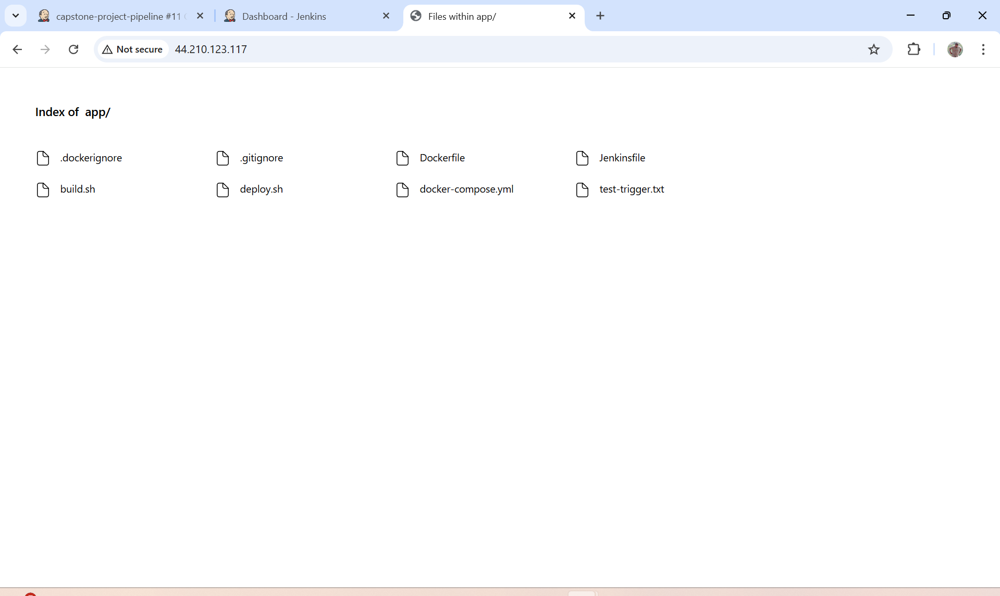 capstone-project-pipeline #11
Dashboard - Jenkins
Files within app/
Not secure
44.210.123.117
Index of app/
.dockerignore
.gitignore
Dockerfile
Jenkinsfile
build.sh
deploy.sh
docker-compose.yml
test-trigger.txt